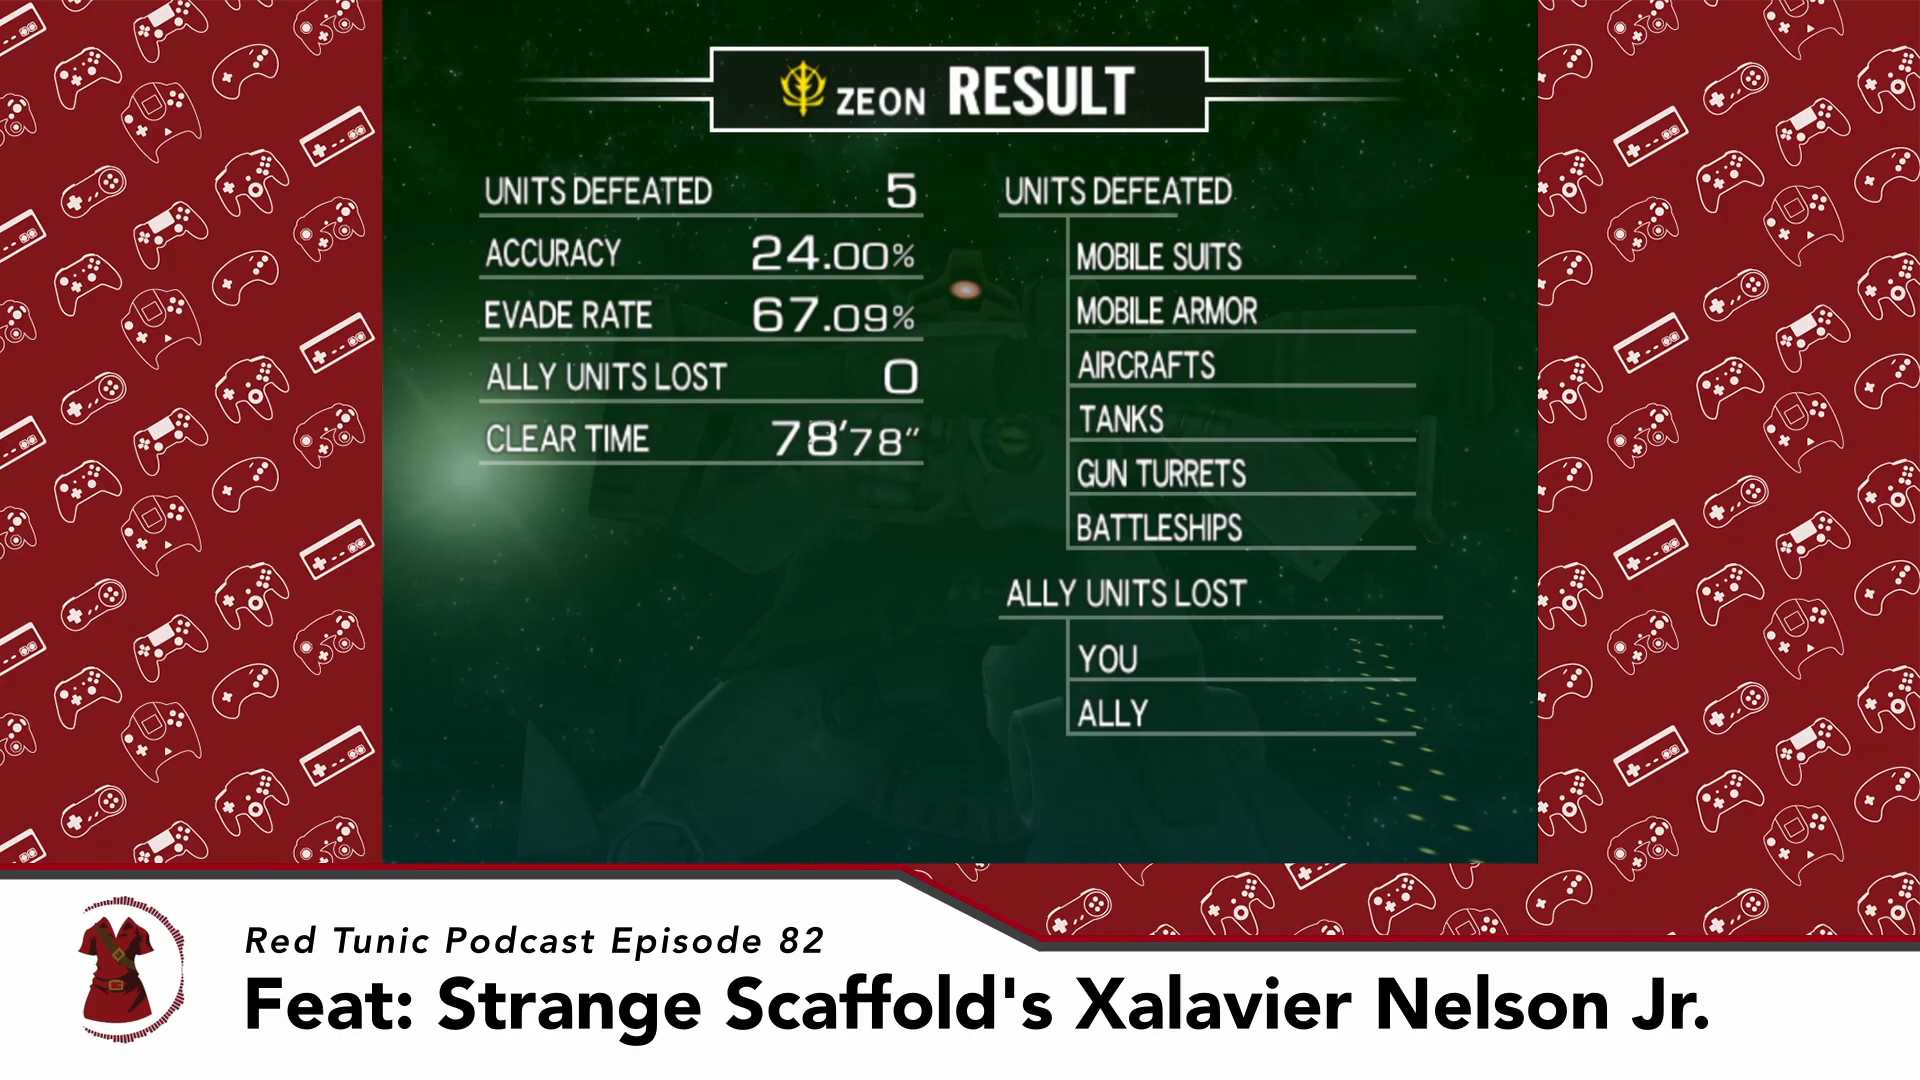 ZEON RESULT
UNITS DEFEATED 5
ACCURACY 24.00%
EVADE RATE 67.09%
ALLY UNITS LOST 0
CLEAR TIME 78'78"
UNITS DEFEATED
MOBILE SUITS
MOBILE ARMOR
AIRCRAFTS
TANKS
GUN TURRETS
BATTLESHIPS
ALLY UNITS LOST
YOU
ALLY
Red Tunic Podcast Episode 82
Feat: Strange Scaffold's Xalavier Nelson Jr.